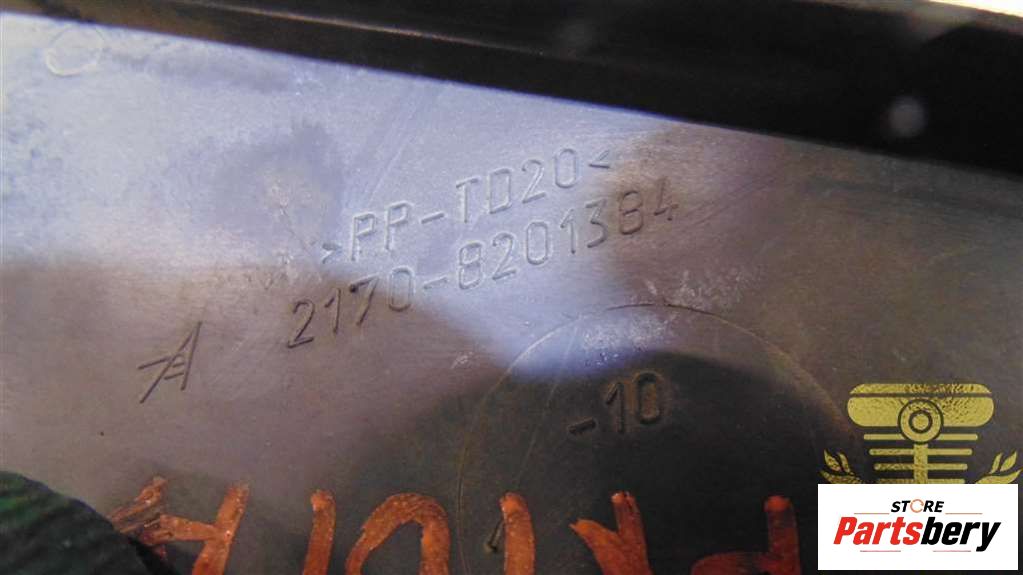 >PP-TD20<
2170-8201384
-10
STORE
Partsbery